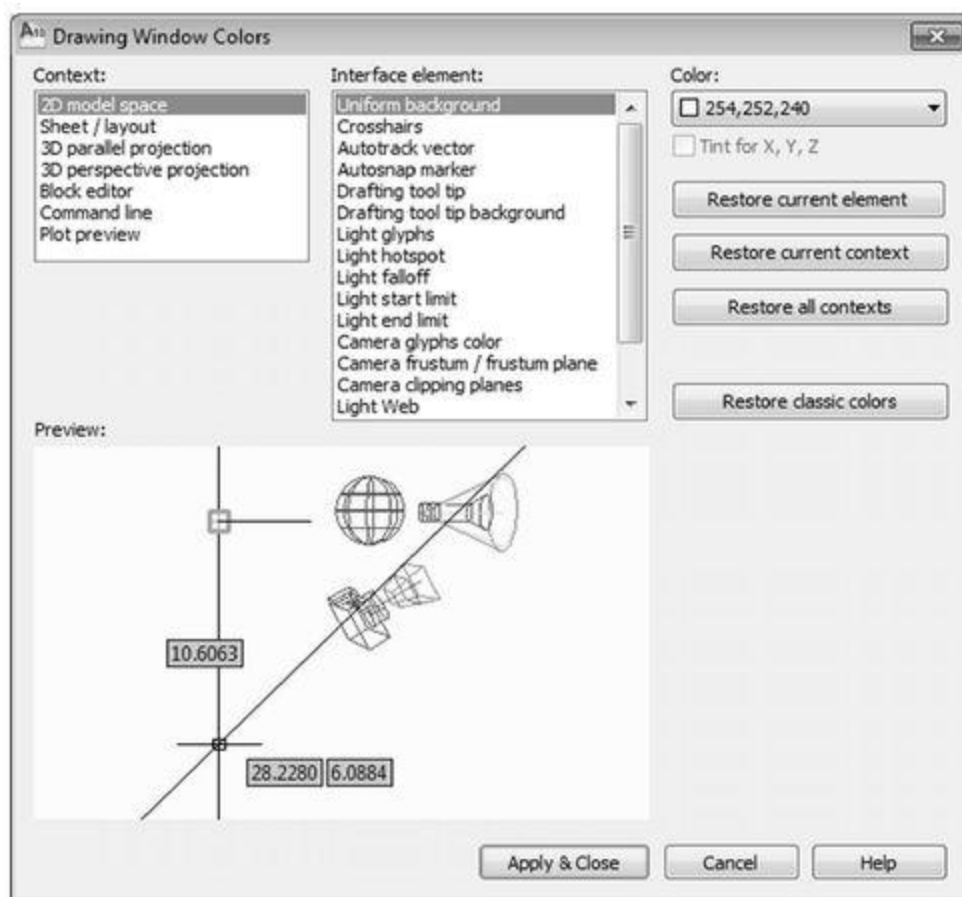 Drawing Window Colors
Context:
2D model space
Sheet / layout
3D parallel projection
3D perspective projection
Block editor
Command line
Plot preview
Interface element:
Uniform background
Crosshairs
Autotrack vector
Autosnap marker
Drafting tool tip
Drafting tool tip background
Light glyphs
Light hotspot
Light falloff
Light start limit
Light end limit
Camera glyphs color
Camera frustum / frustum plane
Camera clipping planes
Light Web
Color:
254,252,240
Tint for X, Y, Z
Restore current element
Restore current context
Restore all contexts
Restore classic colors
Preview:
10.6063
28.2280 6.0884
Apply & Close
Cancel
Help